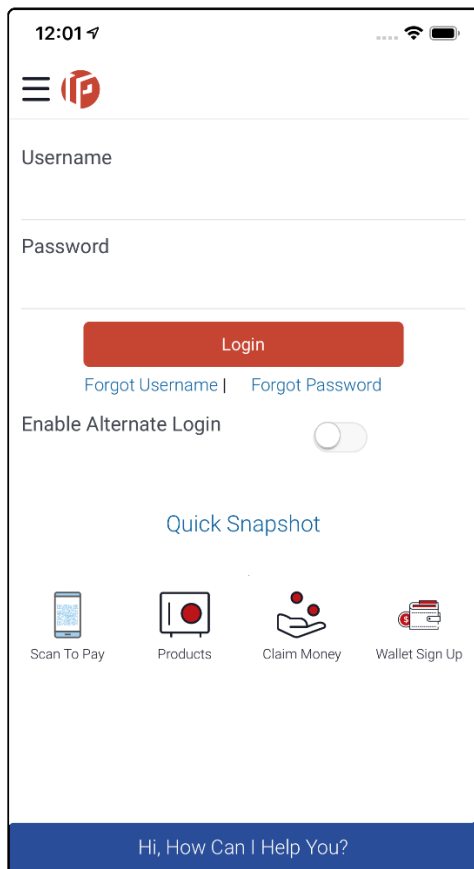 12:01
Username
Password
Login
Forgot Username | Forgot Password
Enable Alternate Login
Quick Snapshot
Scan To Pay Products Claim Money Wallet Sign Up
Hi, How Can I Help You?